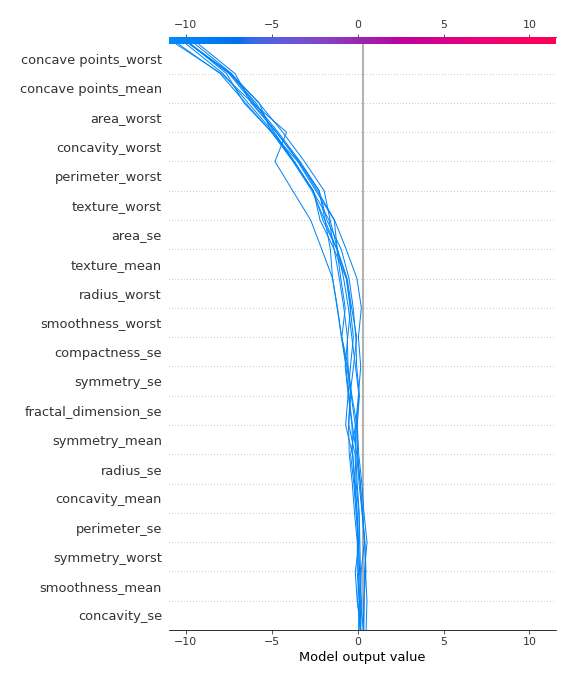 −10 −5 0 5 10
concave points_worst
concave points_mean
area_worst
concavity_worst
perimeter_worst
texture_worst
area_se
texture_mean
radius_worst
smoothness_worst
compactness_se
symmetry_se
fractal_dimension_se
symmetry_mean
radius_se
concavity_mean
perimeter_se
symmetry_worst
smoothness_mean
concavity_se
−10 −5 0 5 10
Model output value